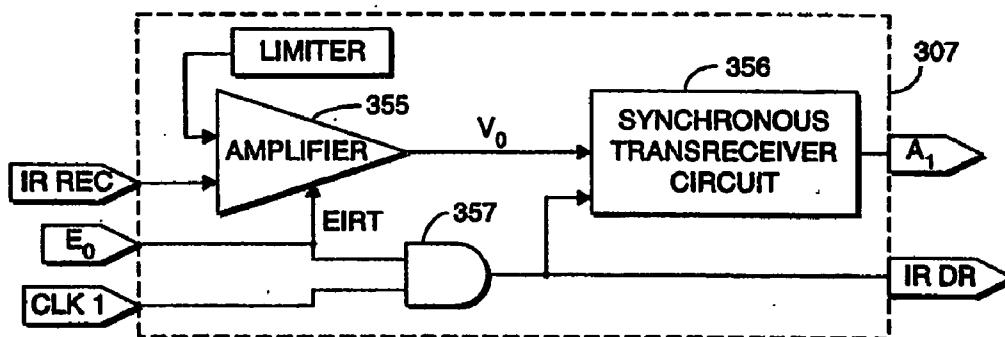 LIMITER
355
356
307
AMPLIFIER
V0
SYNCHRONOUS
TRANSRECEIVER
CIRCUIT
A1
IR REC
EIRT
357
E0
CLK 1
IR DR